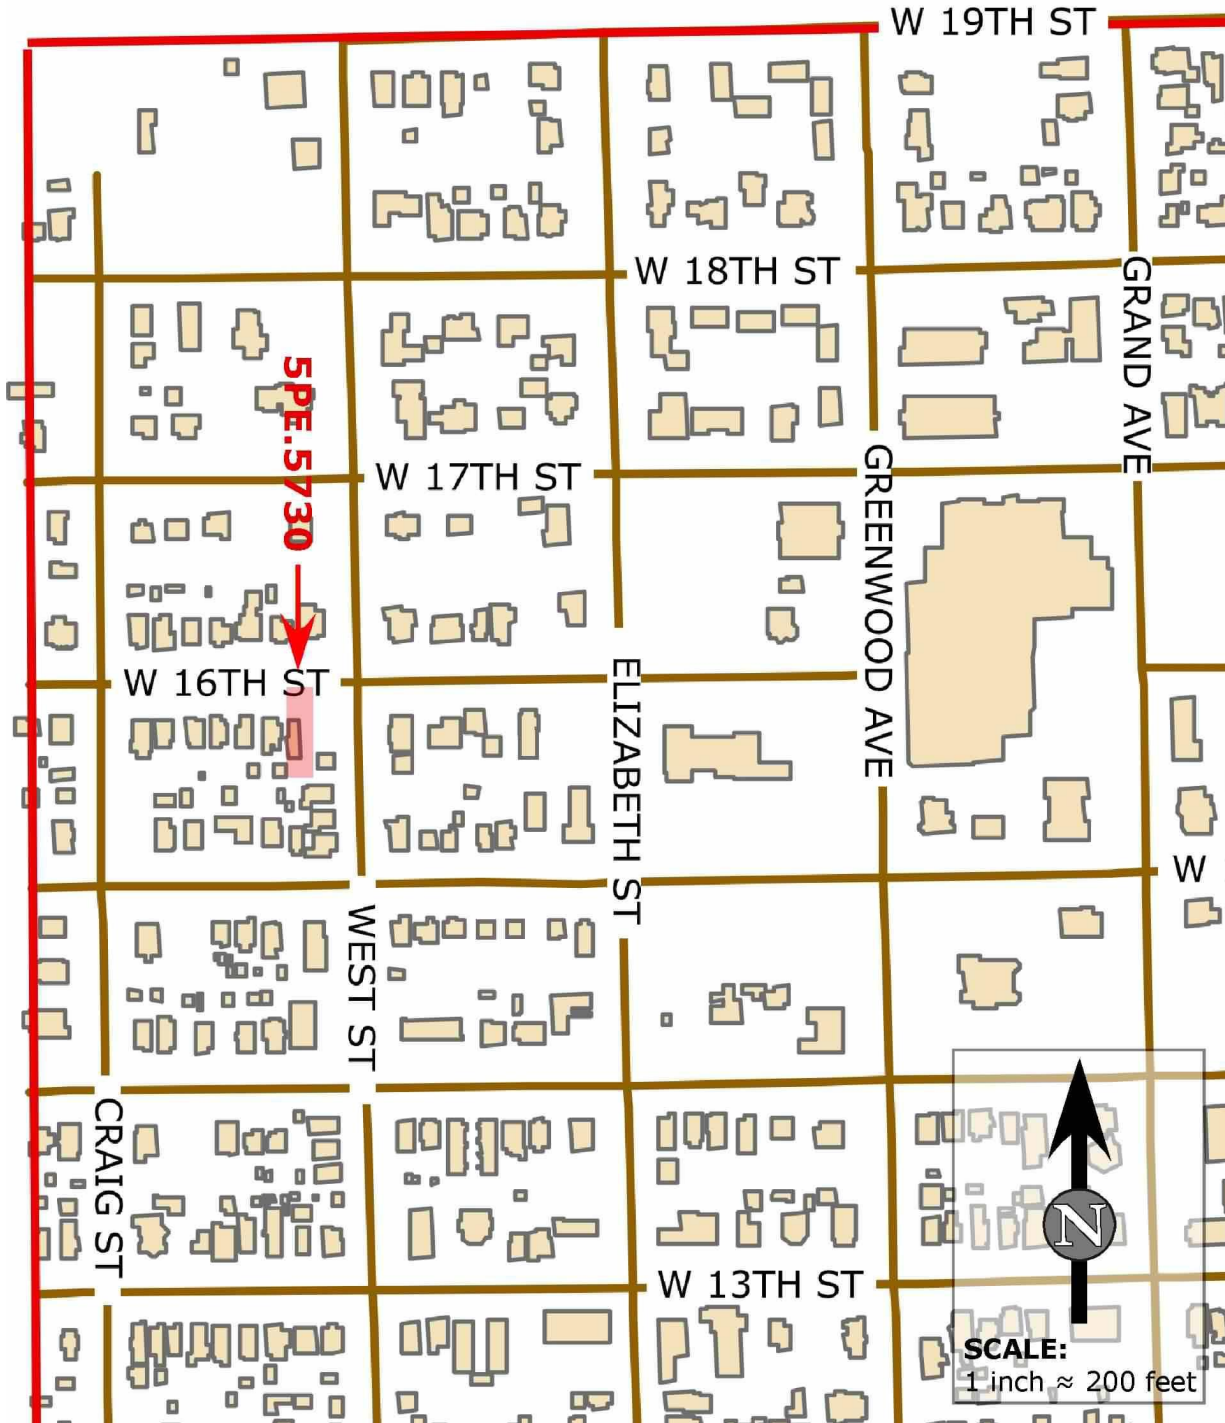 W 19TH ST
W 18TH ST
GRAND AVE
5PE.5730
W 17TH ST
GREENWOOD AVE
W 16TH ST
ELIZABETH ST
W
WEST ST
CRAIG ST
N
W 13TH ST
SCALE:
1 inch ≈ 200 feet